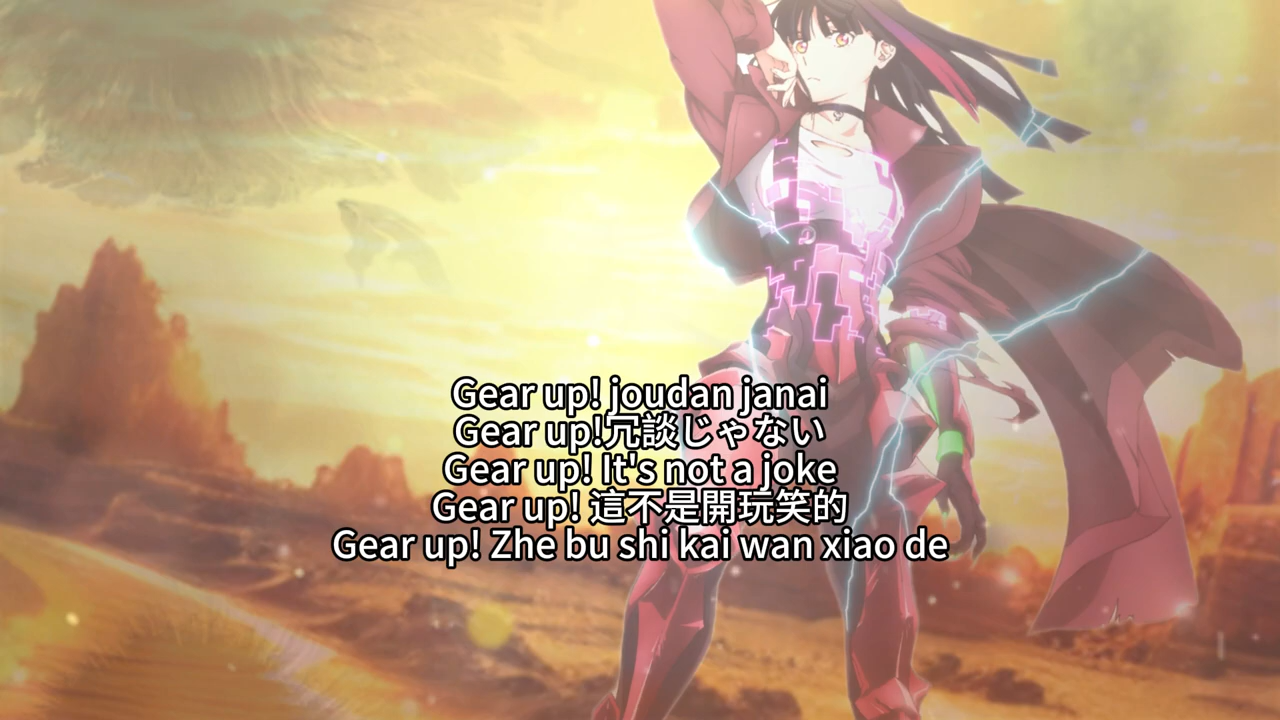 Gear up! joudan janai
Gear up!冗談じゃない
Gear up! It's not a joke
Gear up! 這不是開玩笑的
Gear up! Zhe bu shi kai wan xiao de